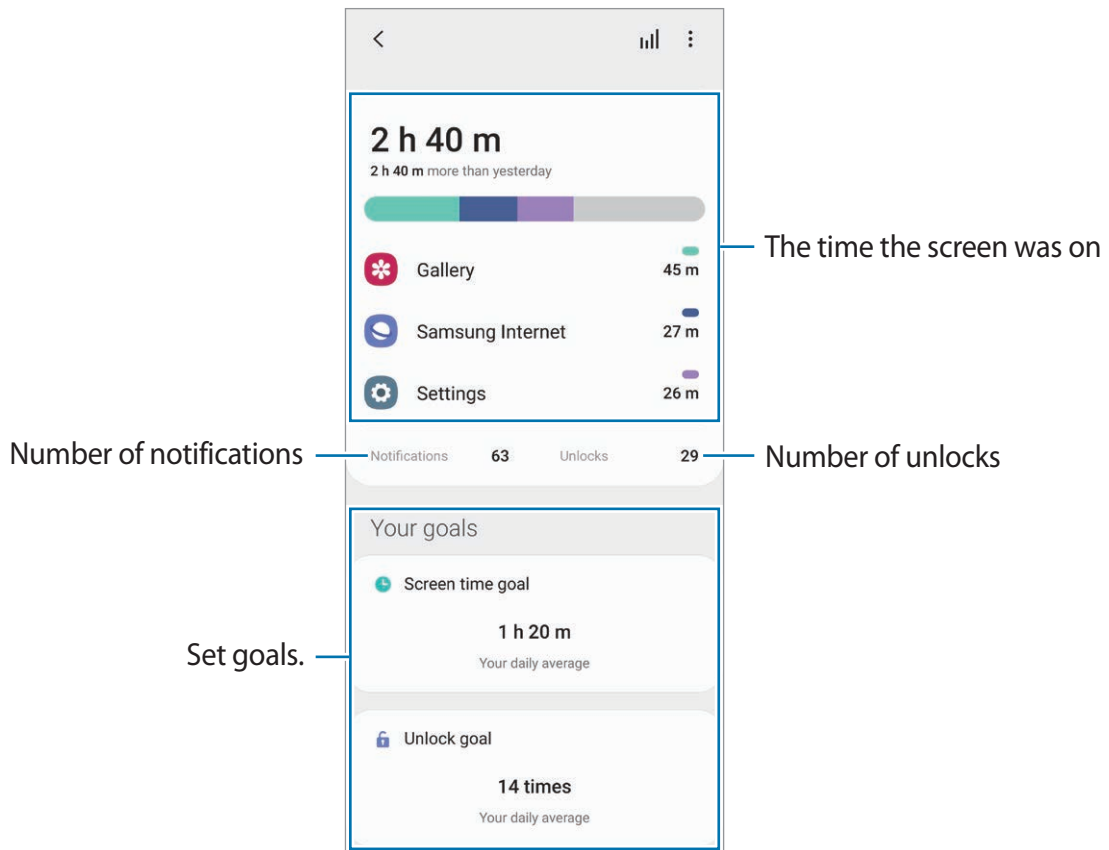 2 h 40 m
2 h 40 m more than yesterday
The time the screen was on
Gallery 45 m
Samsung Internet 27 m
Settings 26 m
Number of notifications
Notifications 63 Unlocks 29
Number of unlocks
Your goals
Screen time goal
1 h 20 m
Your daily average
Set goals.
Unlock goal
14 times
Your daily average